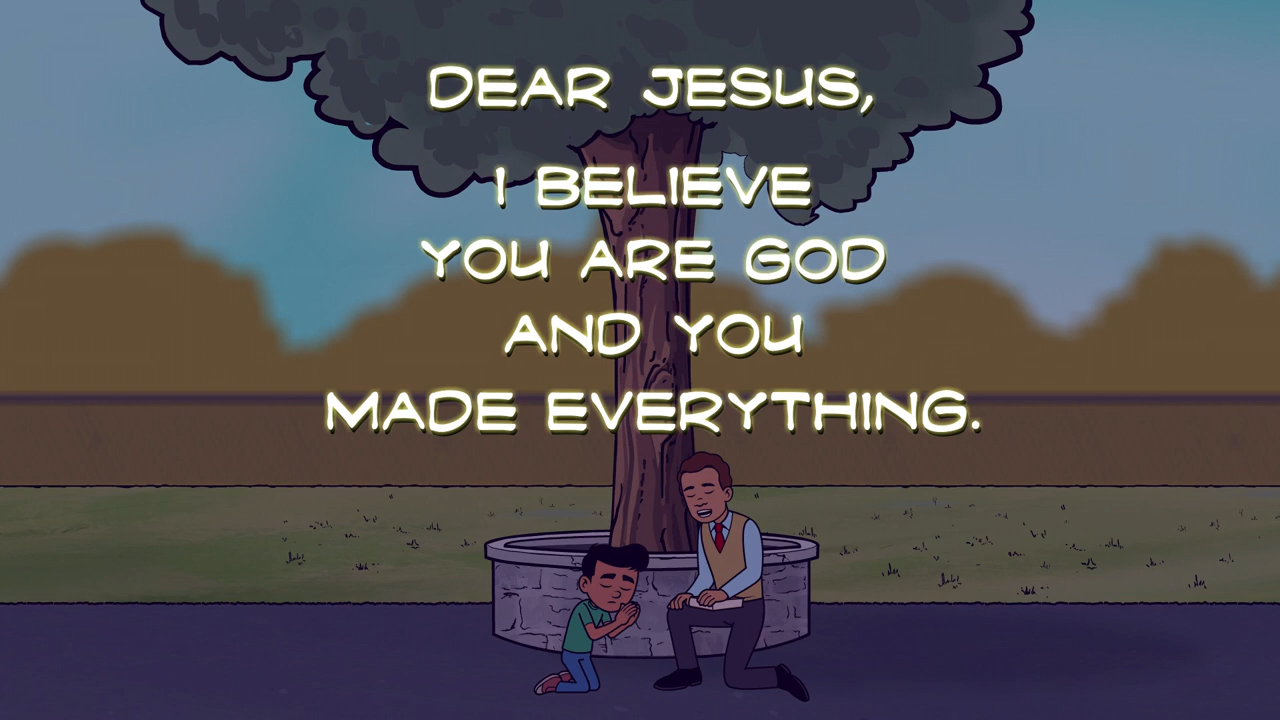 DEAR JESUS,
I BELIEVE
YOU ARE GOD
AND YOU
MADE EVERYTHING.